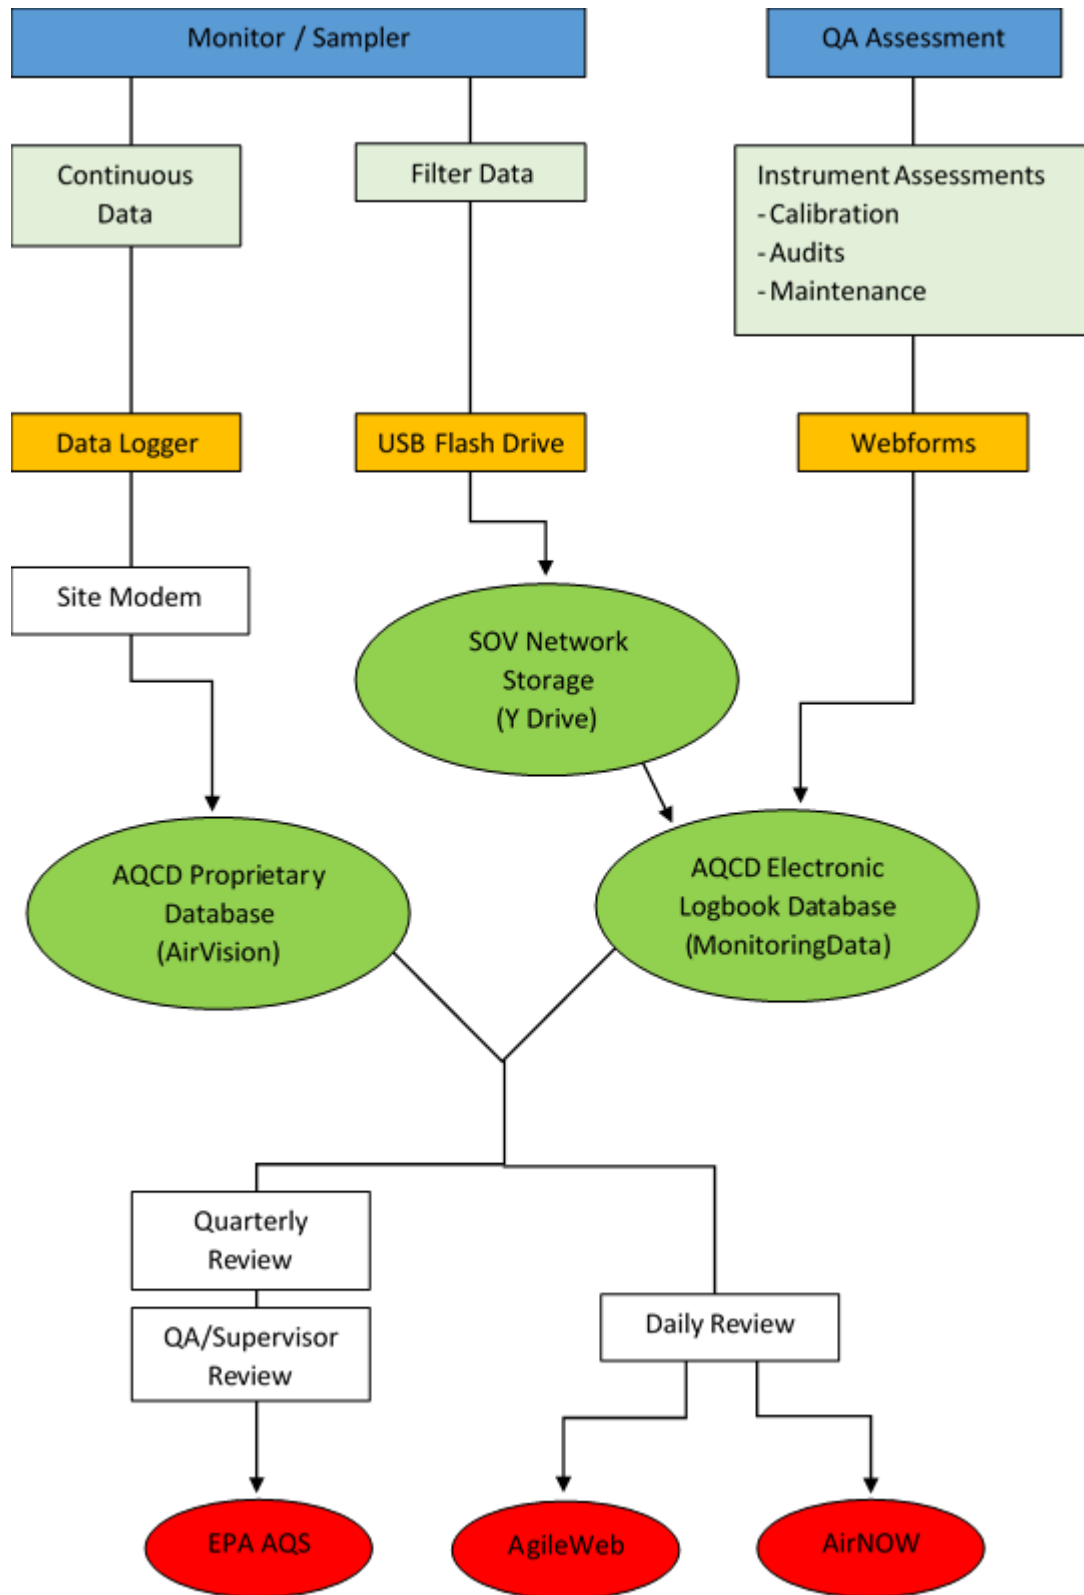 Monitor / Sampler
QA Assessment
Continuous
Data
Filter Data
Instrument Assessments
- Calibration
- Audits
- Maintenance
Data Logger
USB Flash Drive
Webforms
Site Modem
SOV Network
Storage
(Y Drive)
AQCD Proprietary
Database
(AirVision)
AQCD Electronic
Logbook Database
(MonitoringData)
Quarterly
Review
QA/Supervisor
Review
Daily Review
EPA AQS
AgileWeb
AirNOW